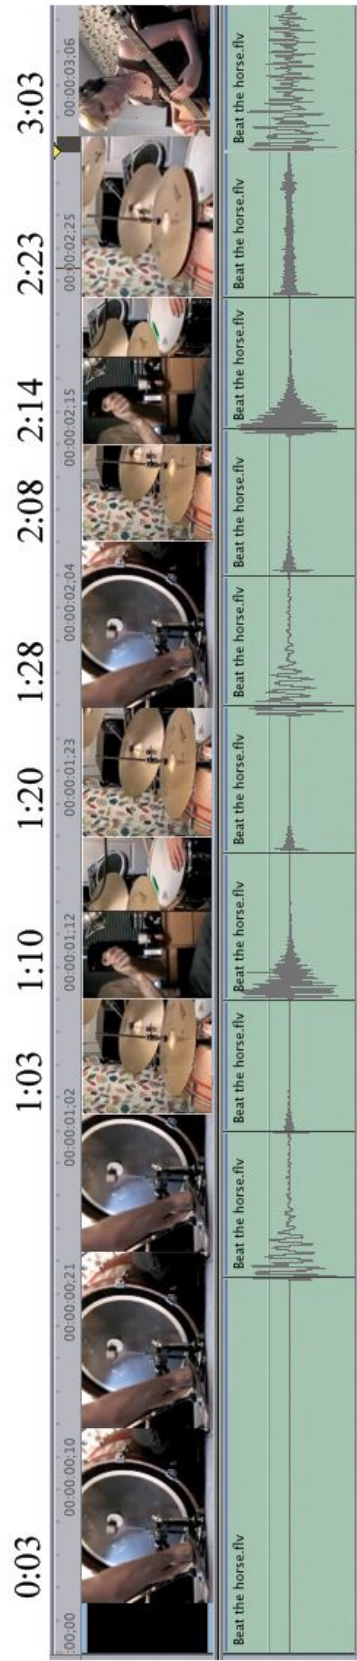 0:03 1:03 1:10 1:20 1:28 2:08 2:14 2:23 3:03
:00;00 00:00:00;10 00:00:00;21 00:00:01;02 00:00:01;12 00:00:01;23 00:00:02;04 00:00:02;15 00:00:02;25 00:00:03;06
Beat the horse.flv Beat the horse.flv Beat the horse.flv Beat the horse.flv Beat the horse.flv Beat the horse.flv Beat the horse.flv Beat the horse.flv Beat the horse.flv Beat the horse.flv